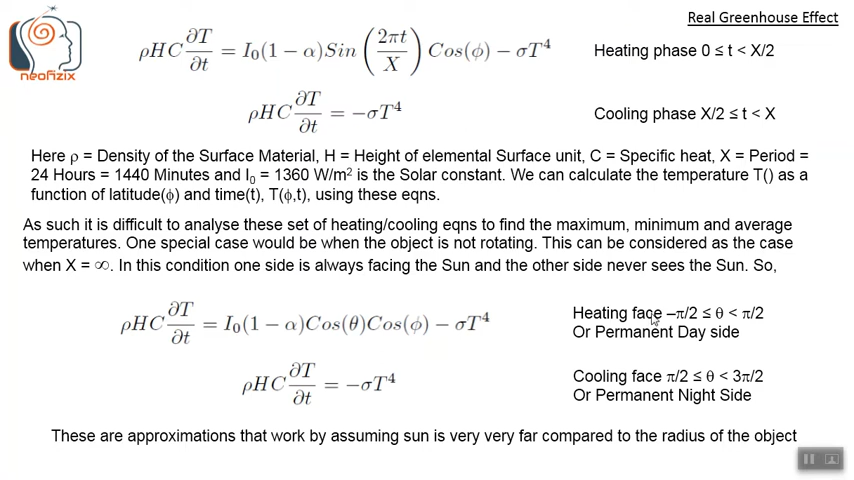 Real Greenhouse Effect
neofizix
ρHC ∂T/∂t = I₀(1 − α)Sin(2πt/X)Cos(ϕ) − σT⁴
Heating phase 0 ≤ t < X/2
ρHC ∂T/∂t = −σT⁴
Cooling phase X/2 ≤ t < X
Here ρ = Density of the Surface Material, H = Height of elemental Surface unit, C = Specific heat, X = Period =
24 Hours = 1440 Minutes and I₀ = 1360 W/m² is the Solar constant. We can calculate the temperature T() as a
function of latitude(ϕ) and time(t), T(ϕ,t), using these eqns.
As such it is difficult to analyse these set of heating/cooling eqns to find the maximum, minimum and average
temperatures. One special case would be when the object is not rotating. This can be considered as the case
when X = ∞. In this condition one side is always facing the Sun and the other side never sees the Sun. So,
ρHC ∂T/∂t = I₀(1 − α)Cos(θ)Cos(ϕ) − σT⁴
Heating face –π/2 ≤ θ < π/2
Or Permanent Day side
ρHC ∂T/∂t = −σT⁴
Cooling face π/2 ≤ θ < 3π/2
Or Permanent Night Side
These are approximations that work by assuming sun is very very far compared to the radius of the object